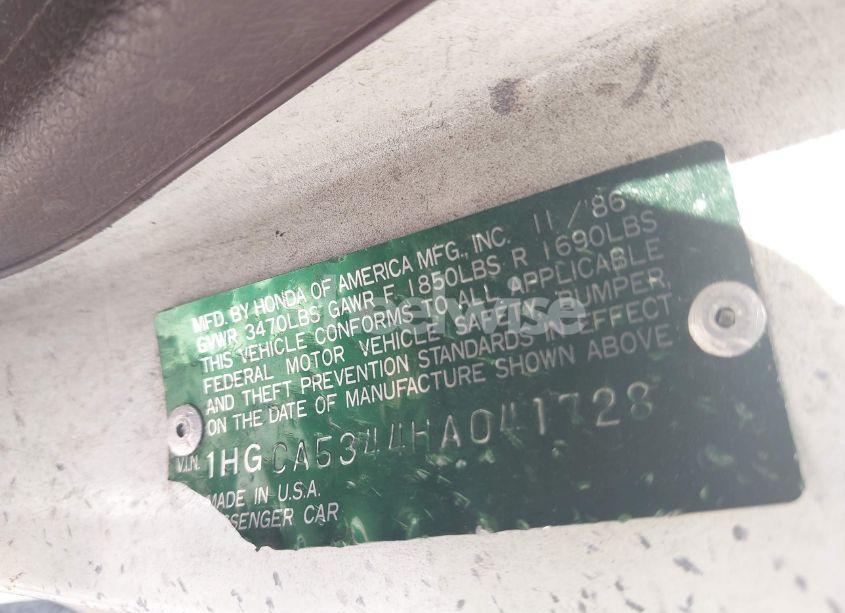 MFD. BY HONDA OF AMERICA MFG., INC. 11/'86
GVWR 3470LBS GAWR F 1850LBS R 1690LBS
THIS VEHICLE CONFORMS TO ALL APPLICABLE
FEDERAL MOTOR VEHICLE SAFETY, BUMPER,
AND THEFT PREVENTION STANDARDS IN EFFECT
ON THE DATE OF MANUFACTURE SHOWN ABOVE
V.I.N. 1HGCA5344HA041728
MADE IN U.S.A.
SSENGER CAR